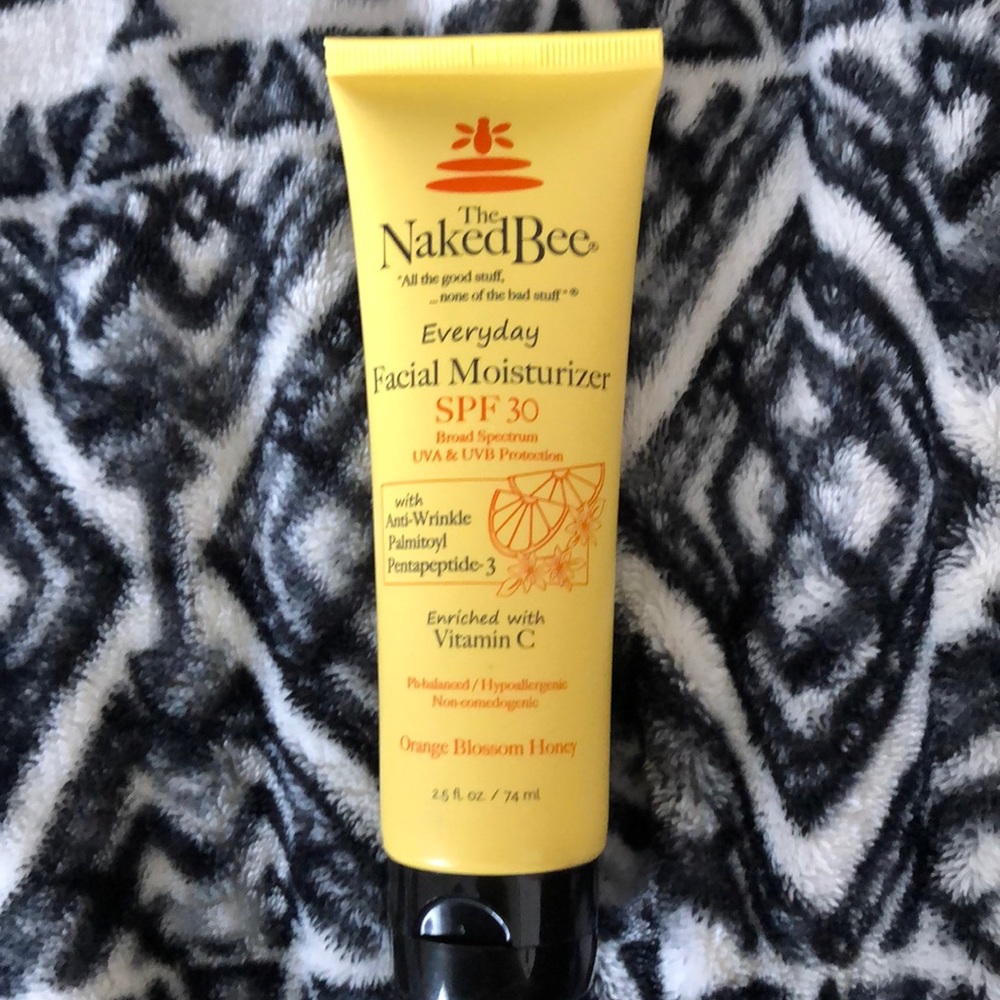 The
NakedBee®
"All the good stuff,
...none of the bad stuff"®
Everyday
Facial Moisturizer
SPF 30
Broad Spectrum
UVA & UVB Protection
with
Anti-Wrinkle
Palmitoyl
Pentapeptide-3
Enriched with
Vitamin C
Ph-balanced / Hypoallergenic
Non-comedogenic
Orange Blossom Honey
2.5 fl. oz. / 74 ml